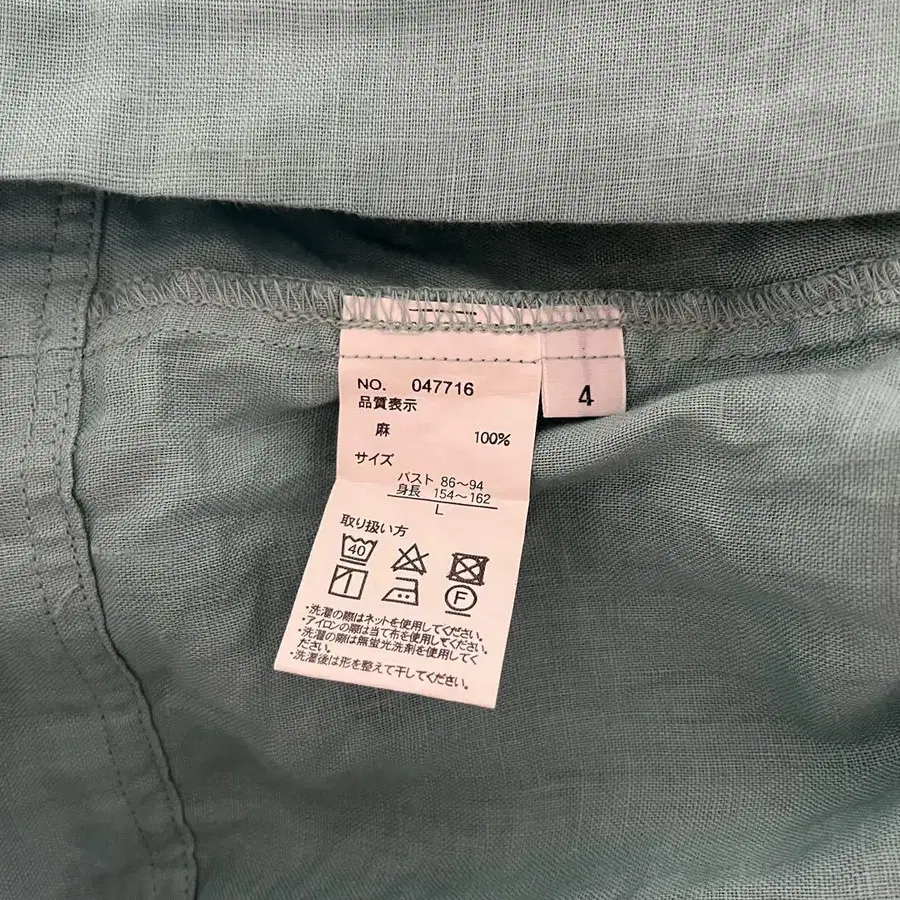 NO. 047716
4
品質表示
麻 100%
サイズ
バスト 86～94
身長 154～162
L
取り扱い方
40
F
・洗濯の際はネットを使用してください。
・アイロンの際は当て布を使用してください。
・洗濯の際は無蛍光洗剤を使用してく
ださい。
・洗濯後は形を整えて干してください。